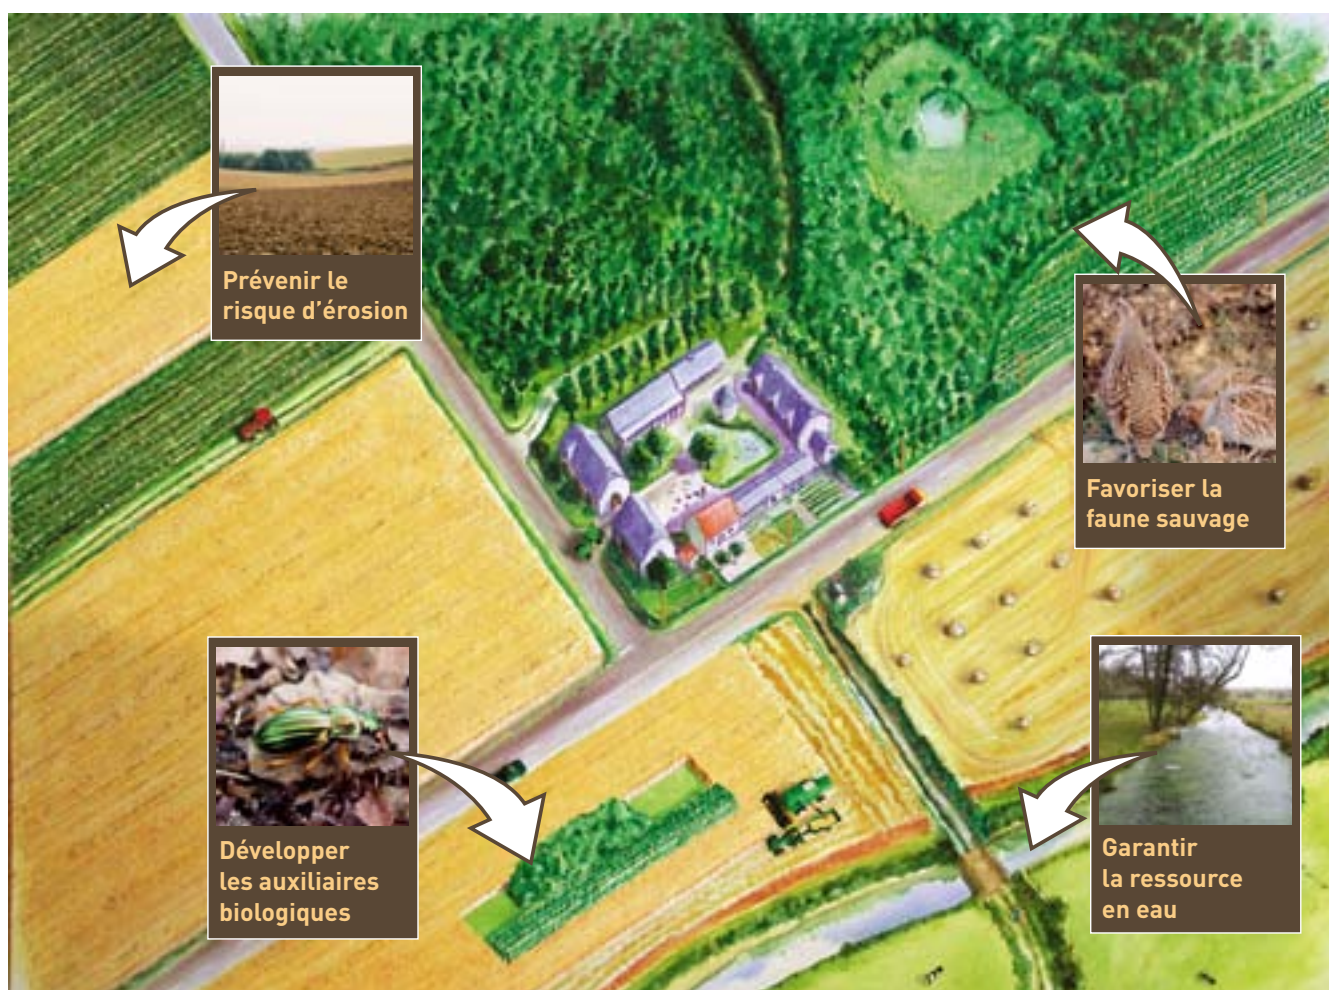 Prévenir le
risque d’érosion
Favoriser la
faune sauvage
Développer
les auxiliaires
biologiques
Garantir
la ressource
en eau